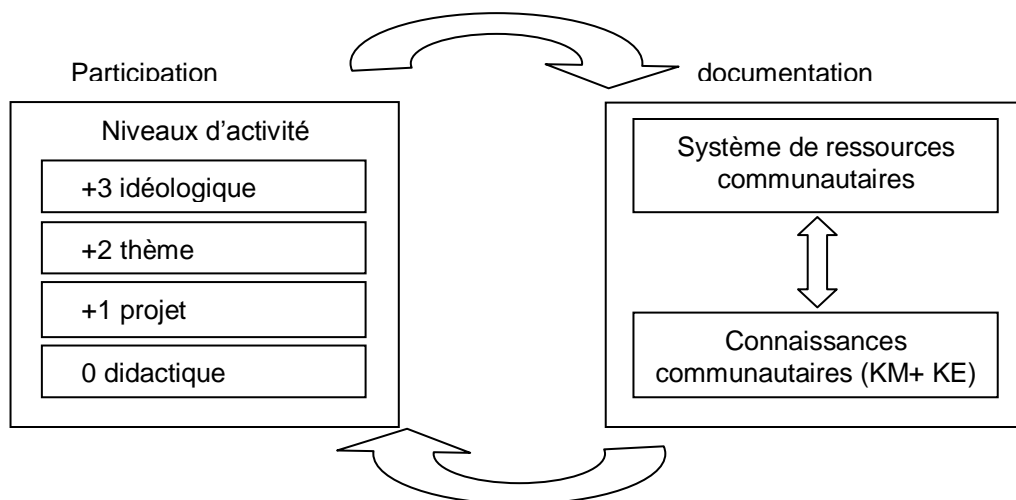 Participation
Niveaux d’activité
+3 idéologique
+2 thème
+1 projet
0 didactique
documentation
Système de ressources
communautaires
Connaissances
communautaires (KM+ KE)